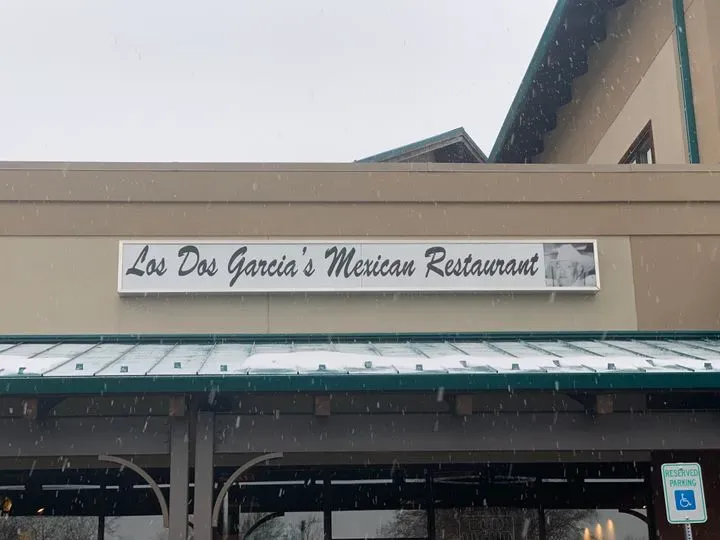 Los Dos Garcia's Mexican Restaurant
RESERVED
PARKING